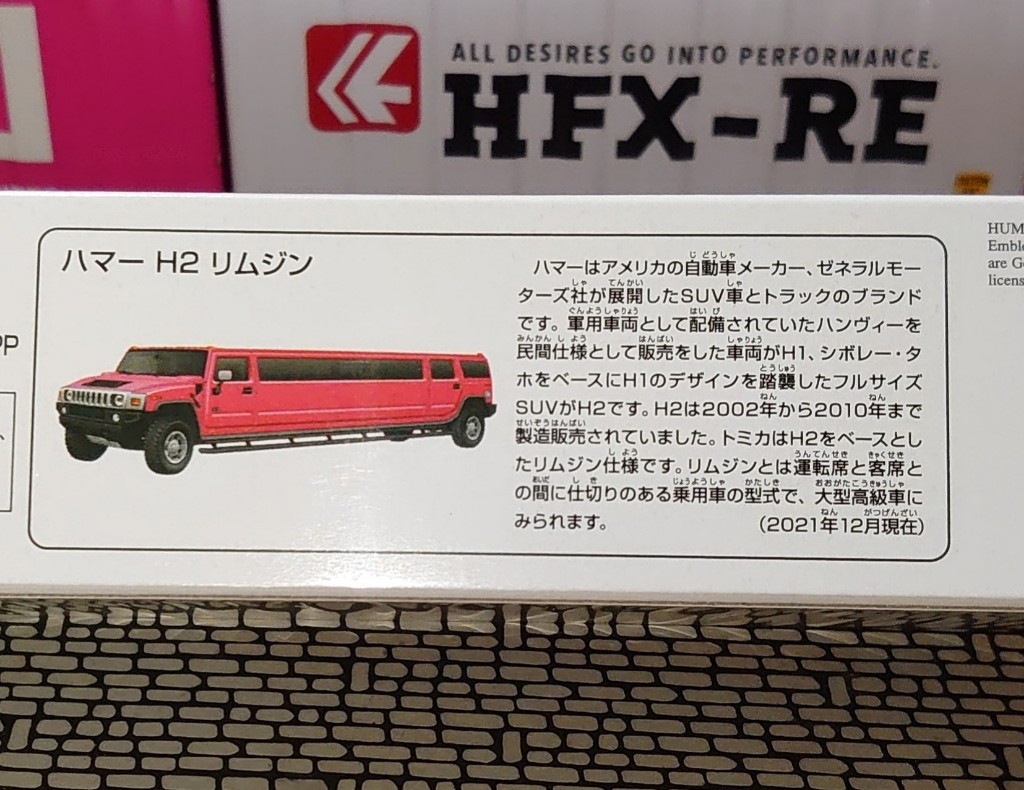 ALL DESIRES GO INTO PERFORMANCE.
HFX-RE
ハマー H2 リムジン
ハマーはアメリカの自動車メーカー、ゼネラルモー
ターズ社が展開したSUV車とトラックのブランド
です。軍用車両として配備されていたハンヴィーを
民間仕様として販売をした車両がH1、シボレー・タ
ホをベースにH1のデザインを踏襲したフルサイズ
SUVがH2です。H2は2002年から2010年まで
製造販売されていました。トミカはH2をベースとし
たリムジン仕様です。リムジンとは運転席と客席と
の間に仕切りのある乗用車の型式で、大型高級車に
みられます。
（2021年12月現在）
HUM
Emble
are G
licens
PP